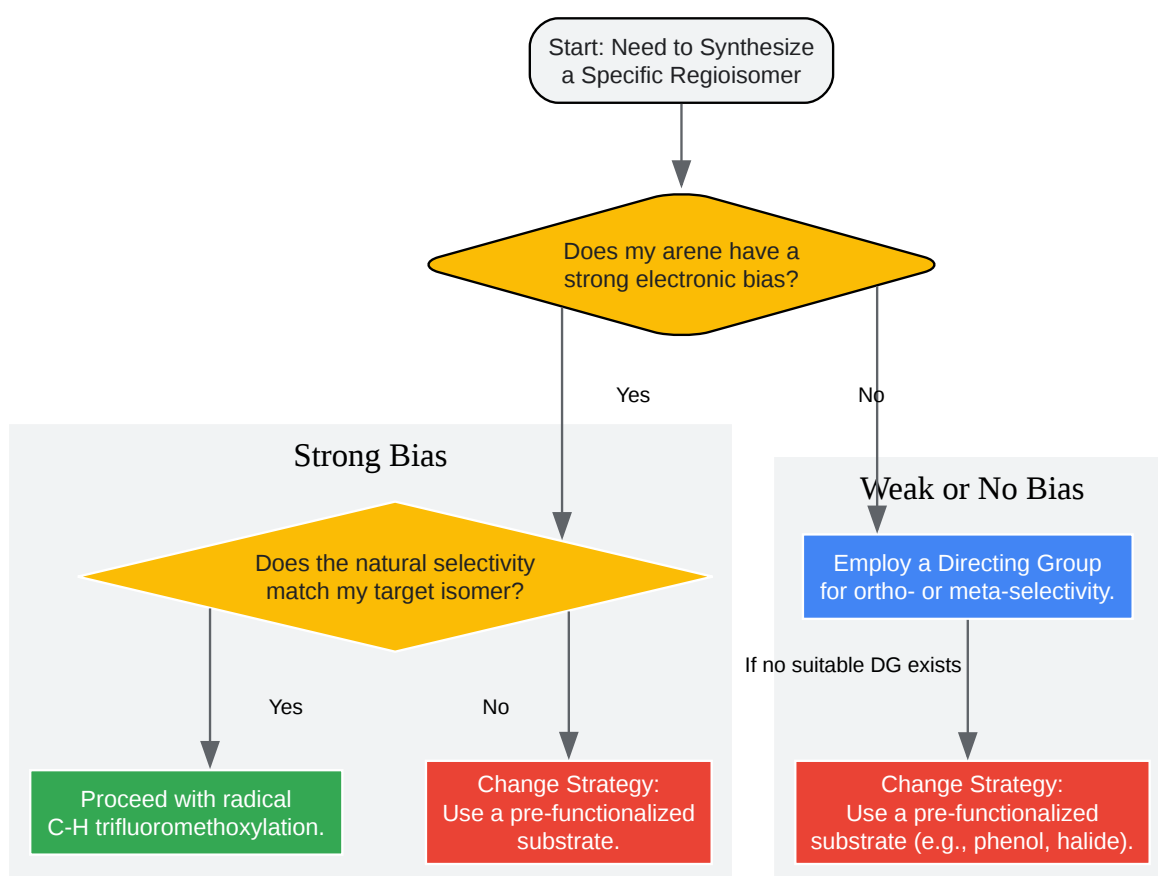 Start: Need to Synthesize
a Specific Regioisomer
Does my arene have a
strong electronic bias?
Yes
No
Strong Bias
Weak or No Bias
Does the natural selectivity
match my target isomer?
Employ a Directing Group
for ortho- or meta-selectivity.
If no suitable DG exists
Yes
No
Proceed with radical
C-H trifluoromethoxylation.
Change Strategy:
Use a pre-functionalized
substrate.
Change Strategy:
Use a pre-functionalized
substrate (e.g., phenol, halide).